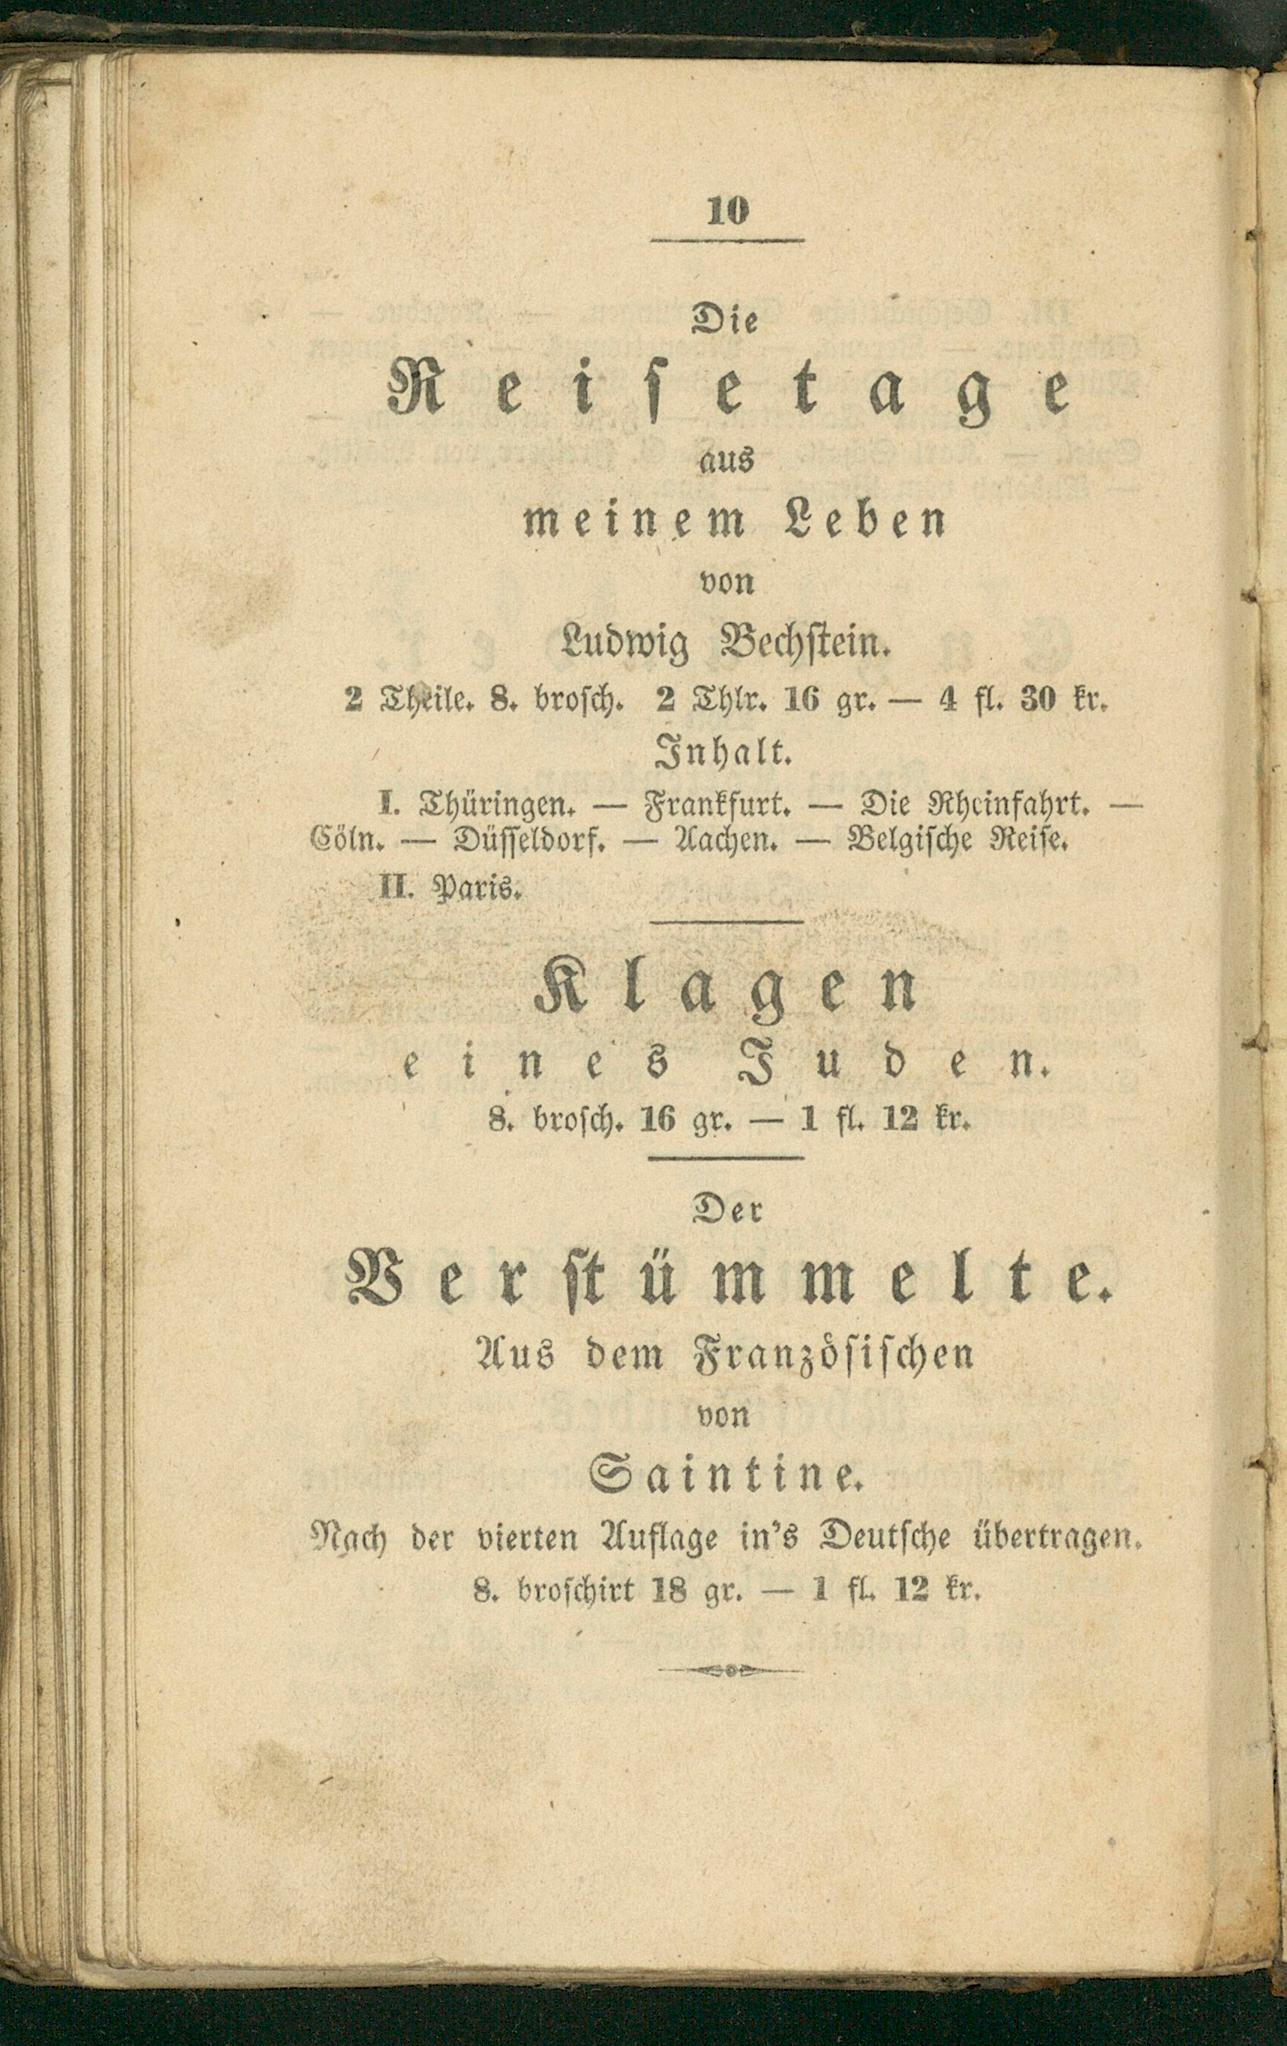 10
Die
Reiſetage
aus
meinem Leben
von
Ludwig Bechſtein.
2 Theile. 8. broſch. 2 Thlr. 16 gr. — 4 fl. 30 kr.
Inhalt.
I. Thüringen. — Frankfurt. — Die Rheinfahrt. —
Cöln. — Düſſeldorf. — Aachen. — Belgiſche Reiſe.
II. Paris.
Klagen
eines Juden.
8. broſch. 16 gr. — 1 fl. 12 kr.
Der
Verſtümmelte.
Aus dem Französiſchen
von
Saintine.
Nach der vierten Auflage in's Deutſche übertragen.
8. broſchirt 18 gr. — 1 fl. 12 kr.